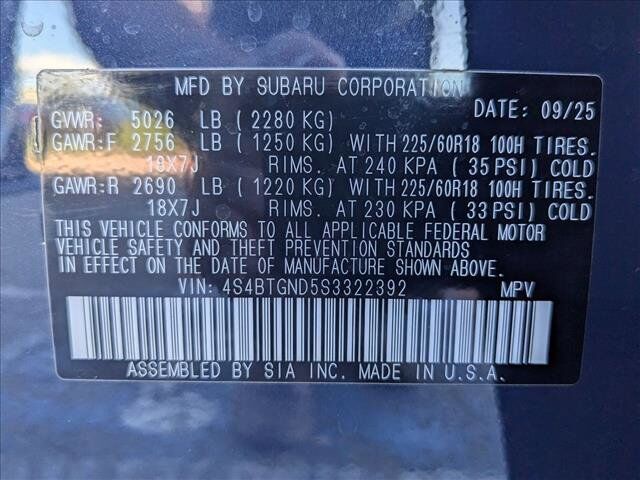 MFD BY SUBARU CORPORATION
DATE: 09/25
GVWR: 5026 LB ( 2280 KG)
GAWR:F 2756 LB ( 1250 KG) WITH 225/60R18 100H TIRES.
18X7J RIMS. AT 240 KPA ( 35 PSI) COLD
GAWR:R 2690 LB ( 1220 KG) WITH 225/60R18 100H TIRES.
18X7J RIMS. AT 230 KPA ( 33 PSI) COLD
THIS VEHICLE CONFORMS TO ALL APPLICABLE FEDERAL MOTOR
VEHICLE SAFETY AND THEFT PREVENTION STANDARDS
IN EFFECT ON THE DATE OF MANUFACTURE SHOWN ABOVE.
VIN: 4S4BTGND5S3322392 MPV
ASSEMBLED BY SIA INC. MADE IN U.S.A.